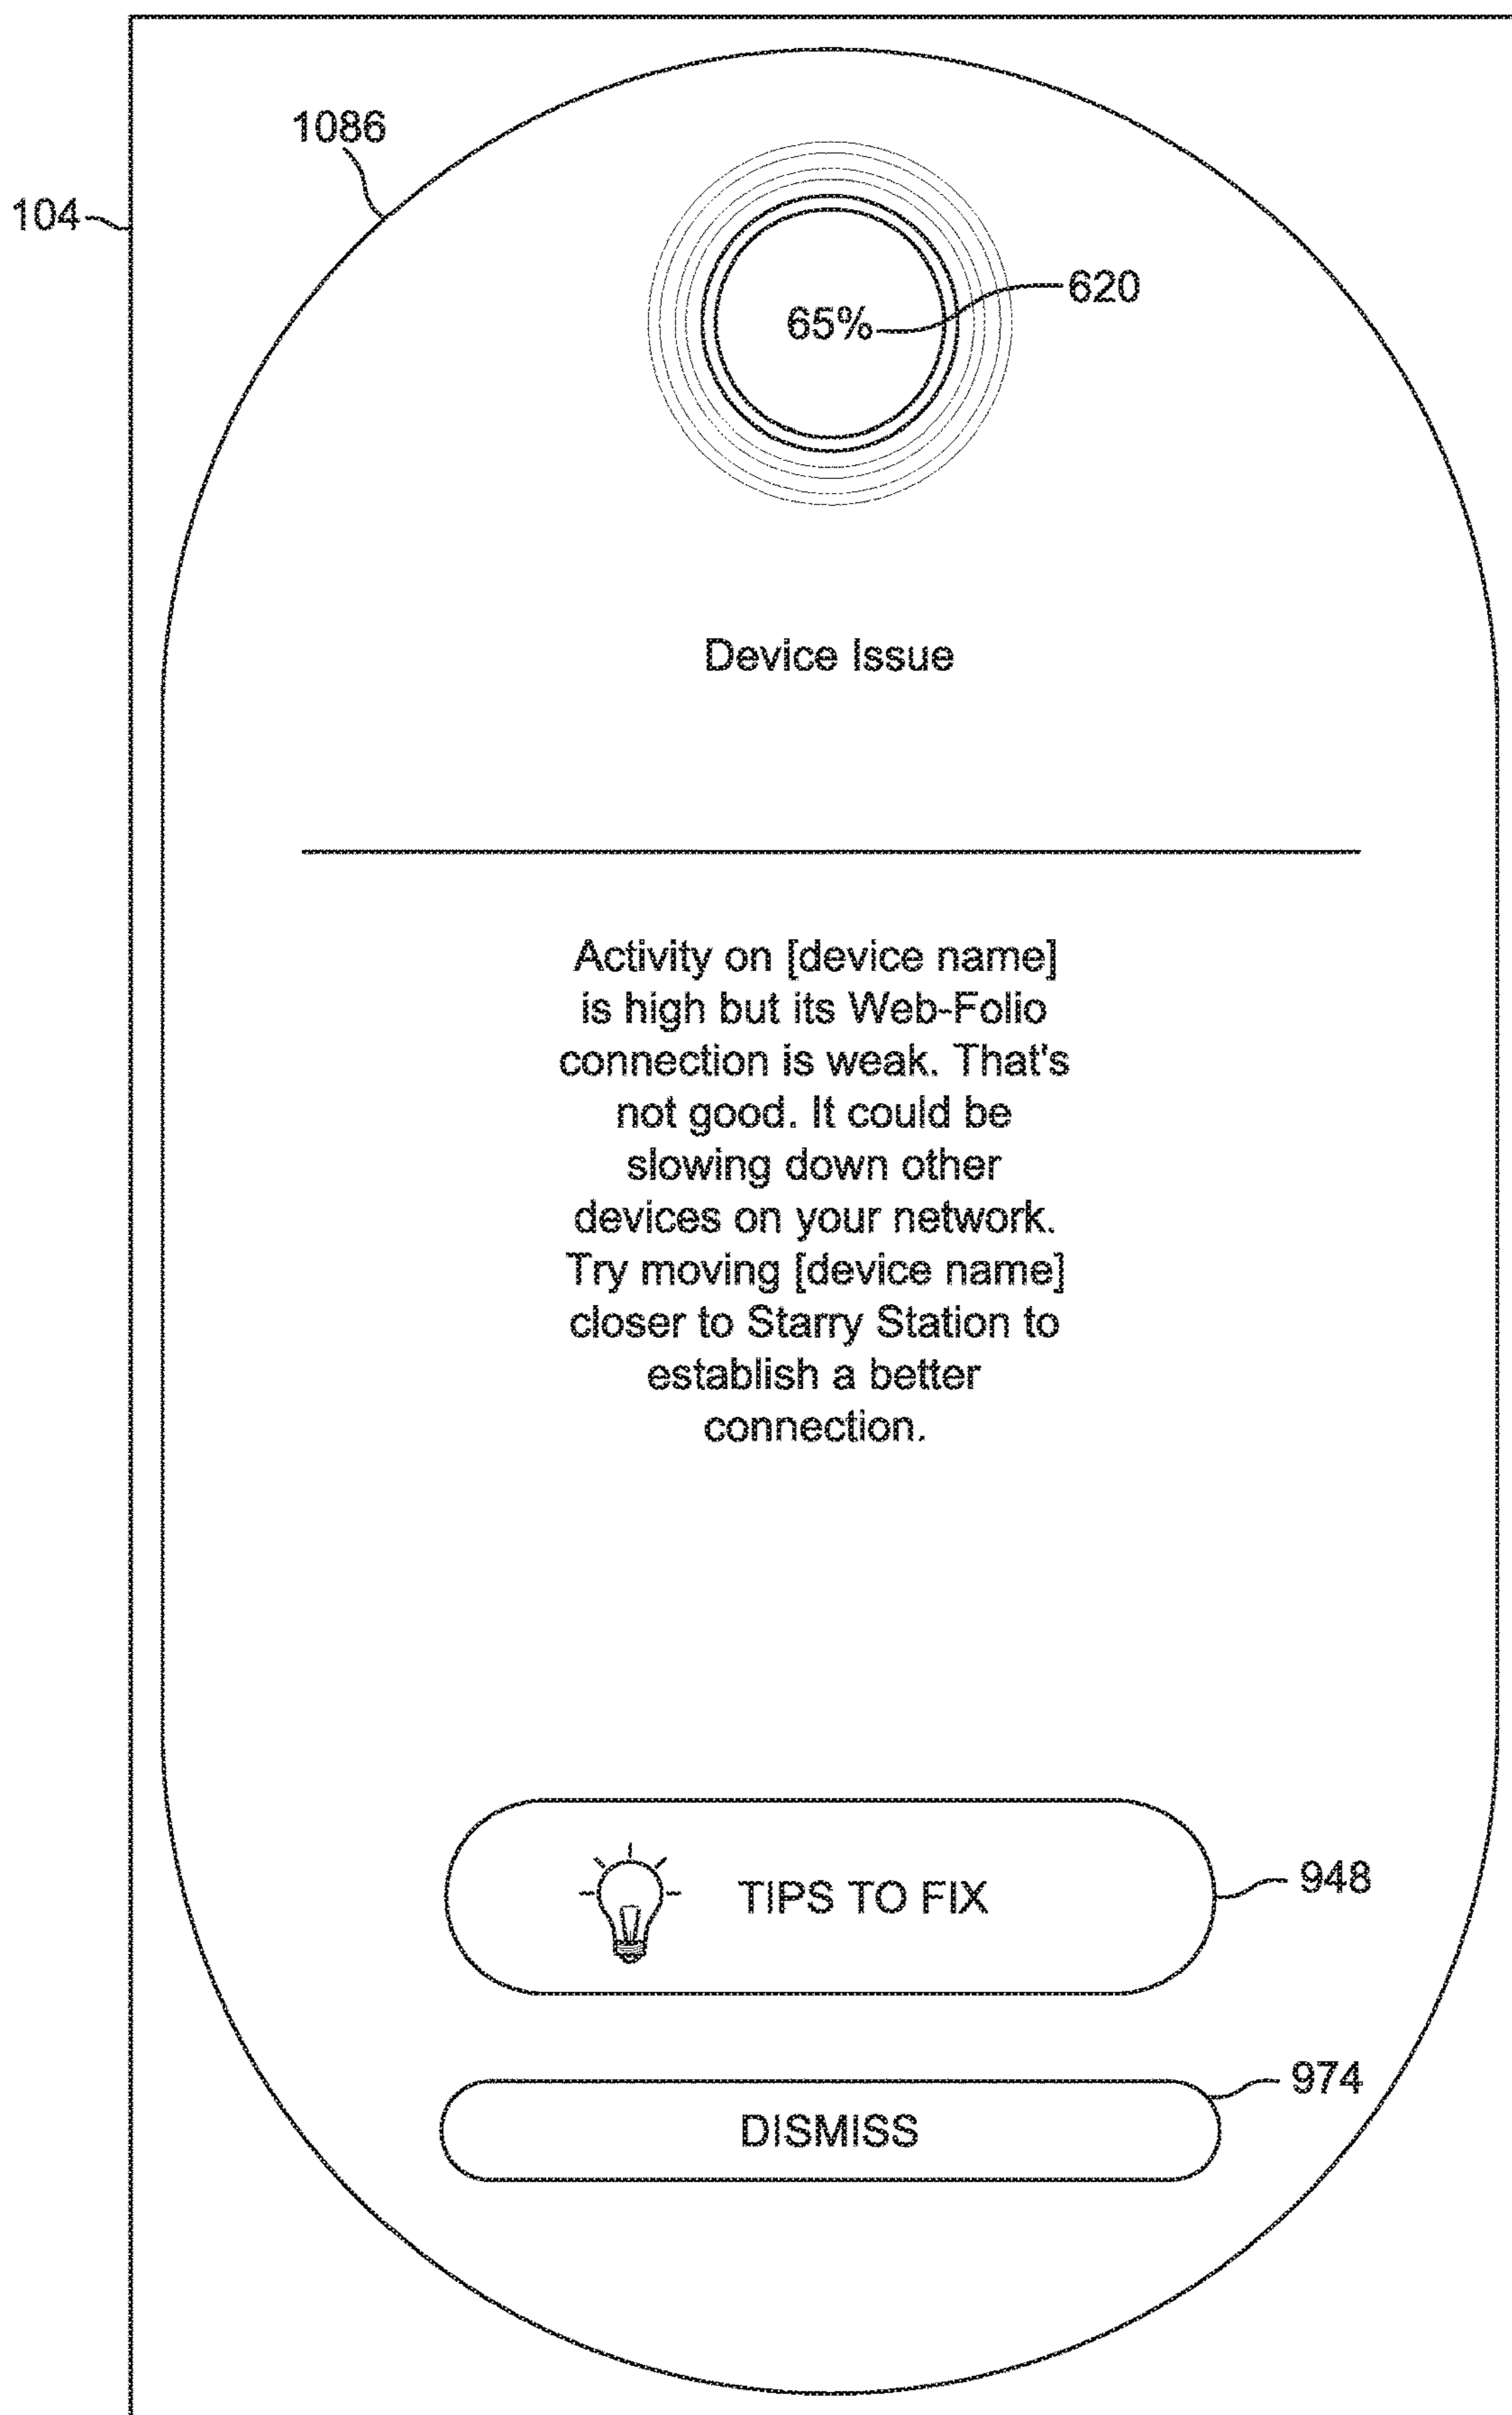 1086
104
65%
620
Device Issue
Activity on [device name]
is high but its Web-Folio
connection is weak. That's
not good. It could be
slowing down other
devices on your network.
Try moving [device name]
closer to Starry Station to
establish a better
connection.
TIPS TO FIX
948
974
DISMISS